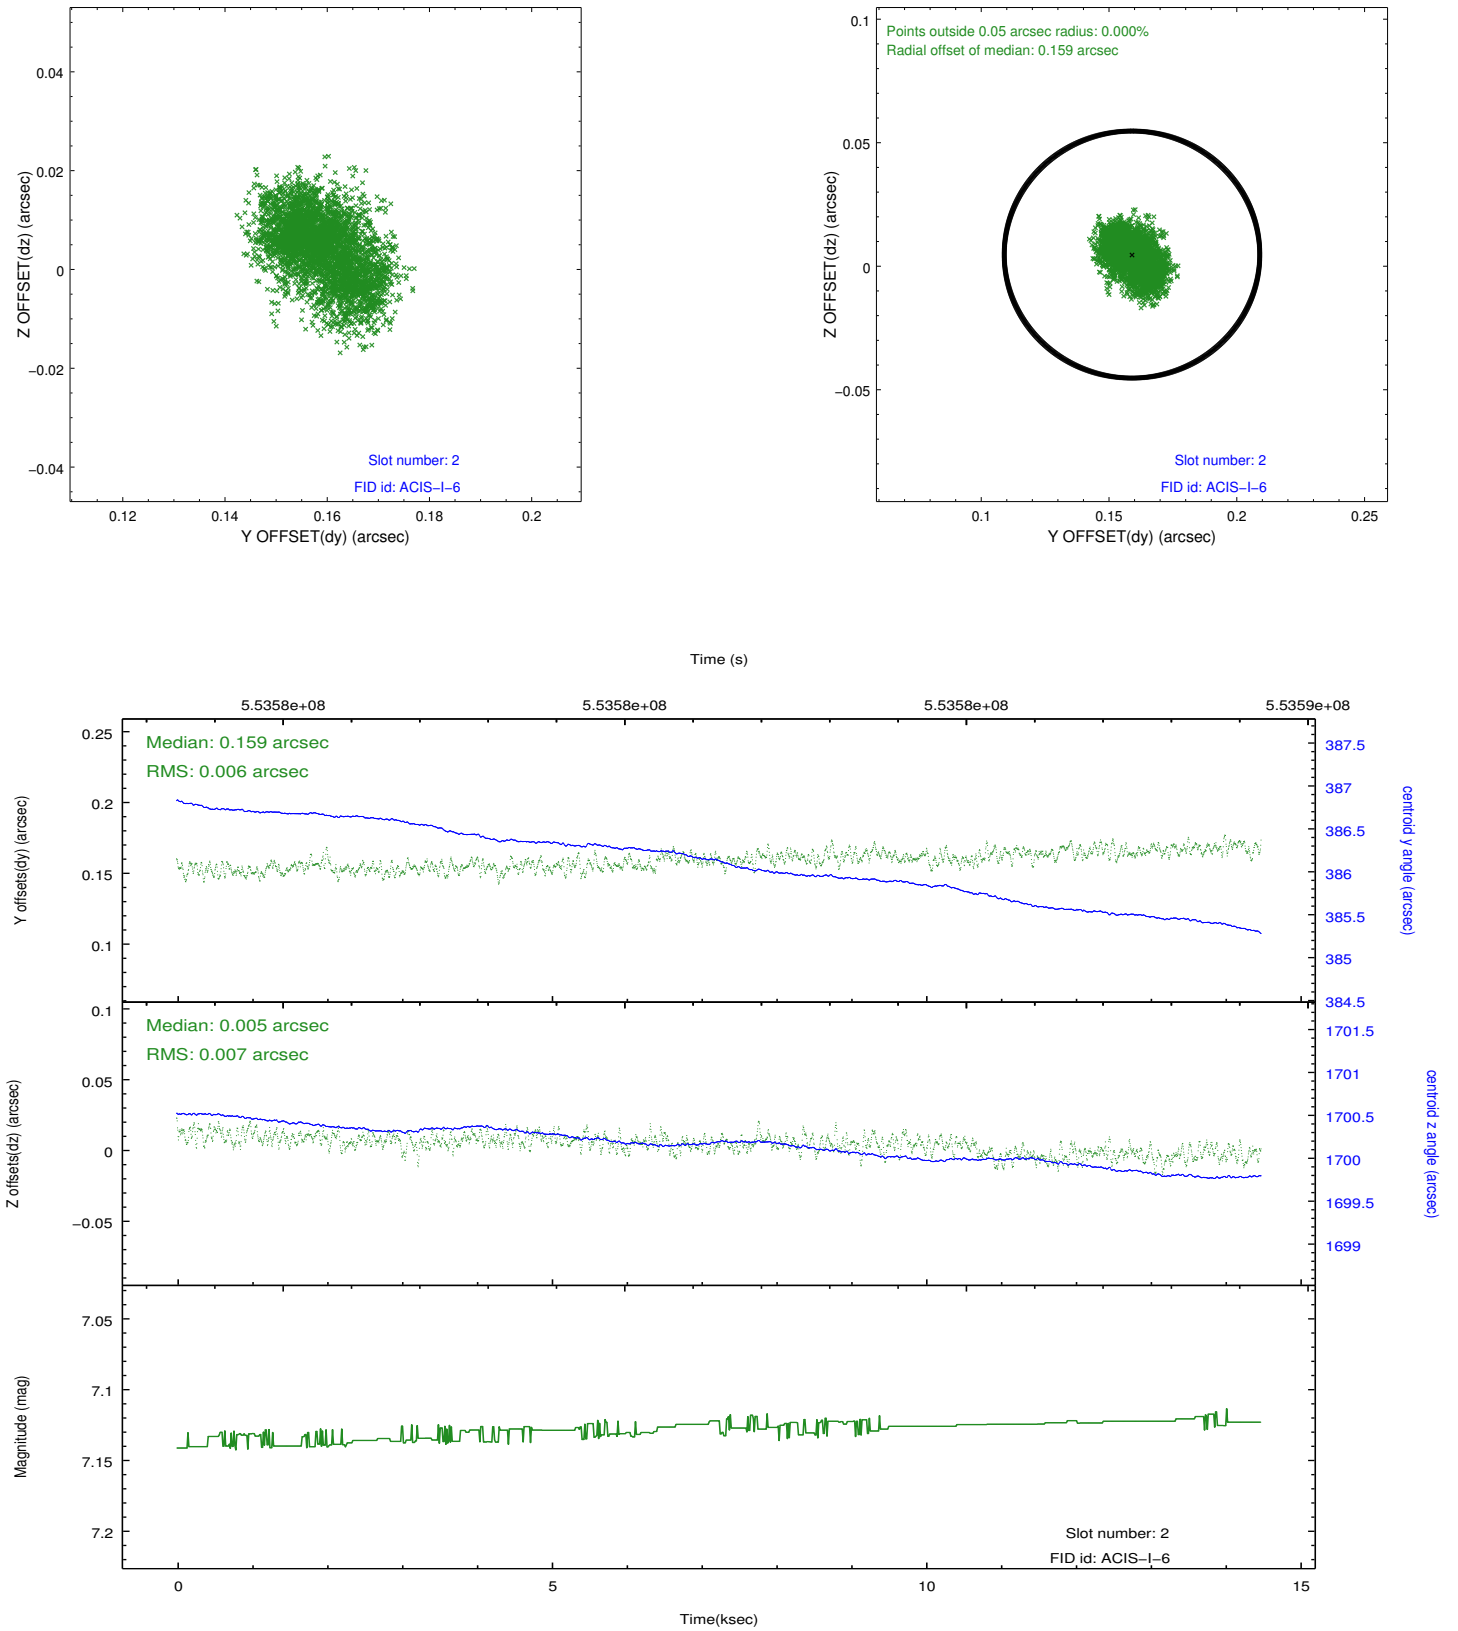 0.04
0.02
0
−0.02
−0.04
Z OFFSET(dz) (arcsec)
Slot number: 2
FID id: ACIS−I−6
0.12 0.14 0.16 0.18 0.2
Y OFFSET(dy) (arcsec)
Points outside 0.05 arcsec radius: 0.000%
Radial offset of median: 0.159 arcsec
0.1
0.05
0
−0.05
Z OFFSET(dz) (arcsec)
Slot number: 2
FID id: ACIS−I−6
0.1 0.15 0.2 0.25
Y OFFSET(dy) (arcsec)
Time (s)
5.5358e+08 5.5358e+08 5.5358e+08 5.5359e+08
Median: 0.159 arcsec
RMS: 0.006 arcsec
0.25
0.2
0.15
0.1
Y offsets(dy) (arcsec)
387.5
387
386.5
386
385.5
385
384.5
centroid y angle (arcsec)
Median: 0.005 arcsec
RMS: 0.007 arcsec
0.1
0.05
0
−0.05
Z offsets(dz) (arcsec)
1701.5
1701
1700.5
1700
1699.5
1699
centroid z angle (arcsec)
7.05
7.1
7.15
7.2
Magnitude (mag)
Slot number: 2
FID id: ACIS−I−6
0 5 10 15
Time(ksec)